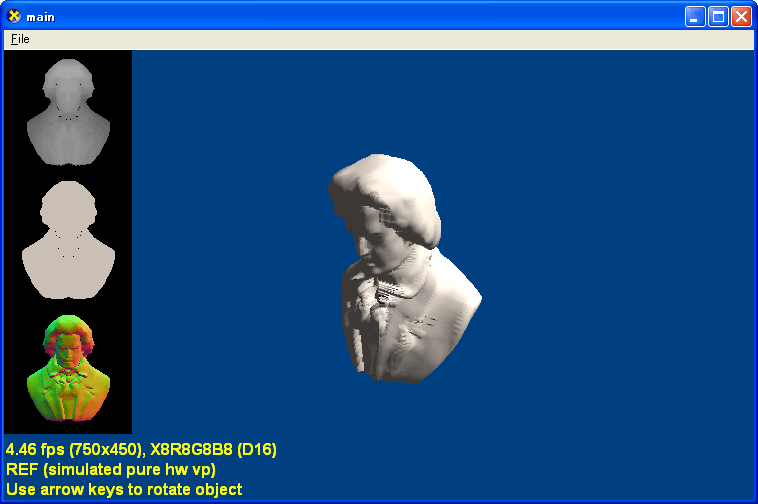 main
File
4.46 fps (750x450), X8R8G8B8 (D16)
REF (simulated pure hw vp)
Use arrow keys to rotate object